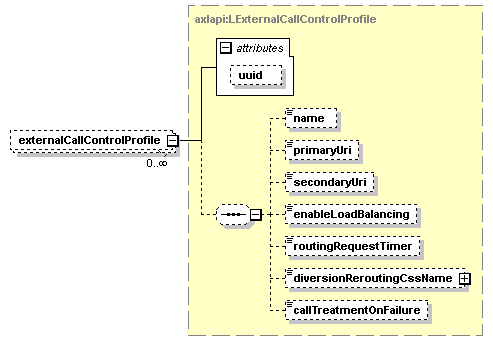 axlapi:LExternalCallControlProfile
attributes
uuid
externalCallControlProfile
0..∞
name
primaryUri
secondaryUri
enableLoadBalancing
routingRequestTimer
diversionReroutingCssName
callTreatmentOnFailure